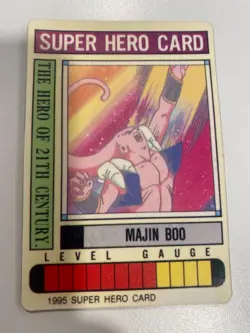 SUPER HERO CARD
THE HERO OF 21TH CENTURY.
MAJIN BOO
LEVEL GAUGE
1995 SUPER HERO CARD